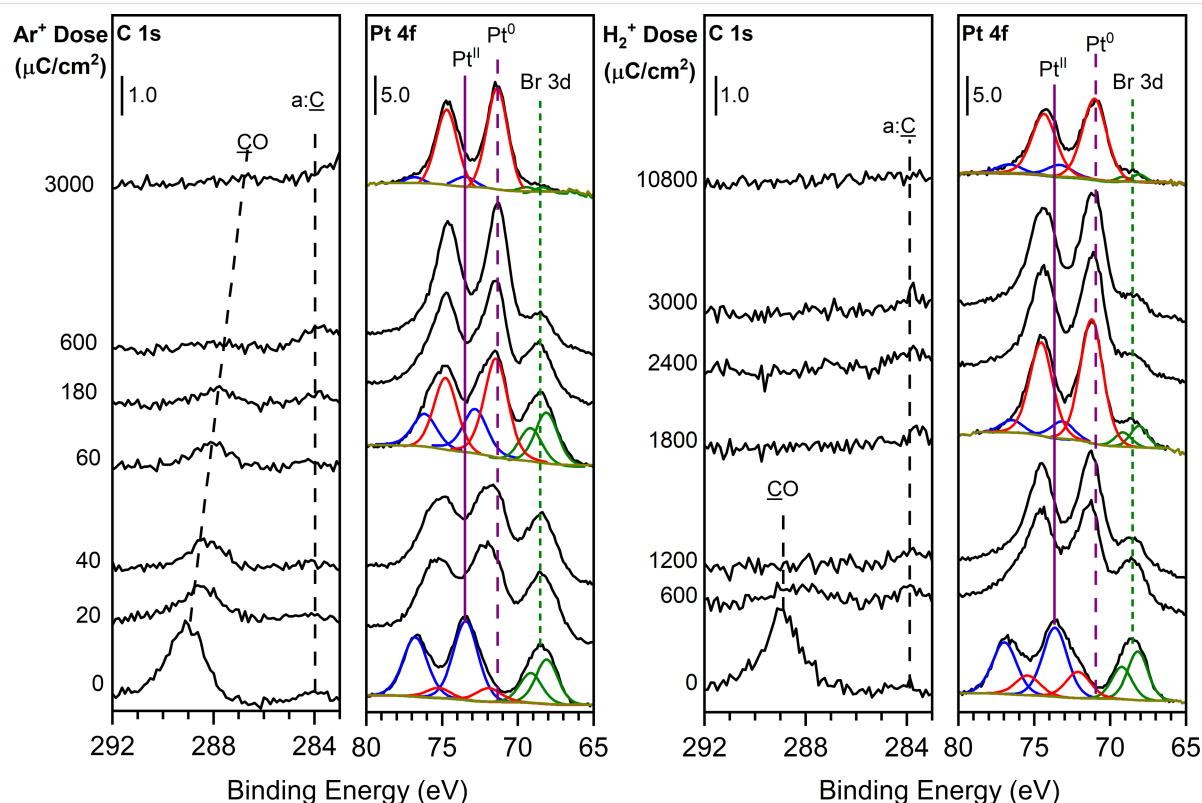 Ar⁺ Dose
(μC/cm²)
C 1s
1.0
a:C
CO
3000
600
180
60
40
20
0
292 288 284
Pt 4f
5.0
Pt^II
Pt⁰
Br 3d
80 75 70 65
Binding Energy (eV)
H₂⁺ Dose
(μC/cm²)
C 1s
1.0
a:C
10800
3000
2400
1800
CO
1200
600
0
292 288 284
Pt 4f
5.0
Pt^II
Pt⁰
Br 3d
80 75 70 65
Binding Energy (eV)